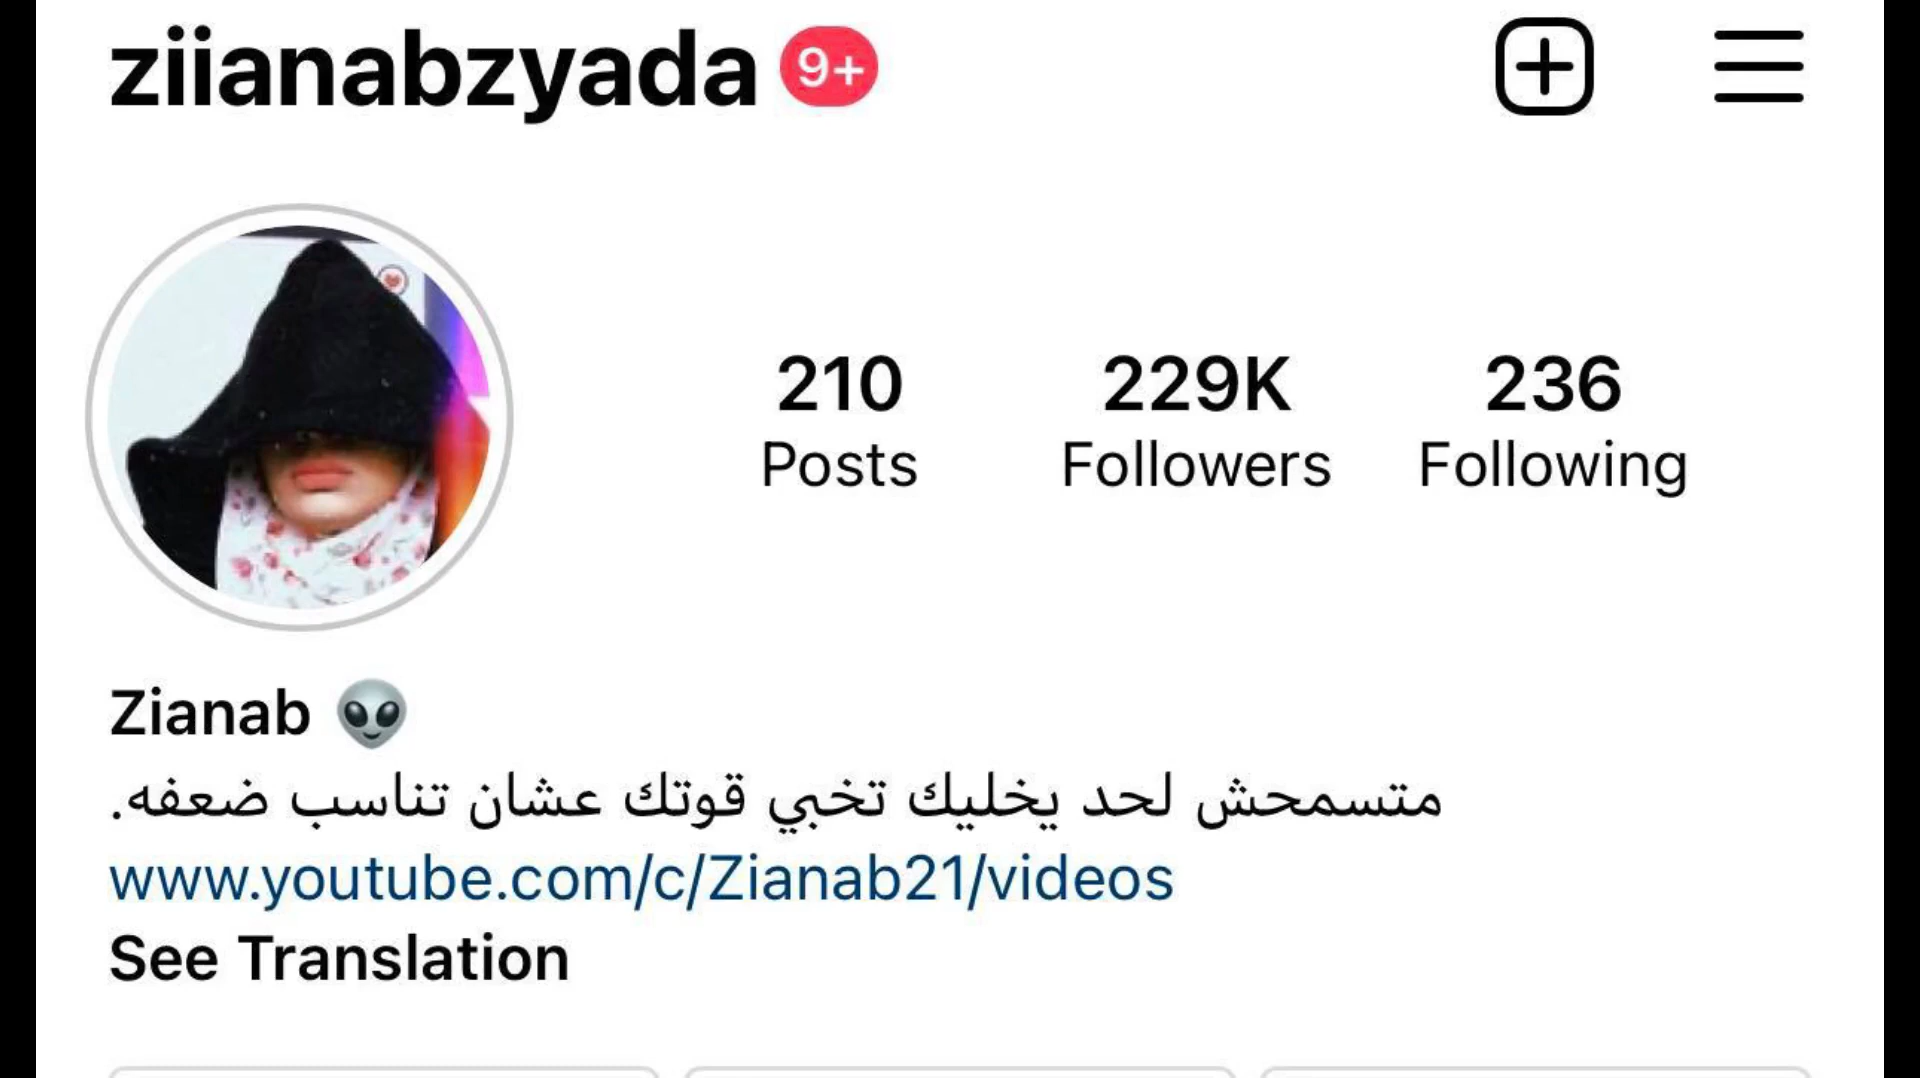 ziianabzyada 9+
210 229K 236
Posts Followers Following
Zianab 👽
متسمحش لحد يخليك تخبي قوتك عشان تناسب ضعفه.
www.youtube.com/c/Zianab21/videos
See Translation